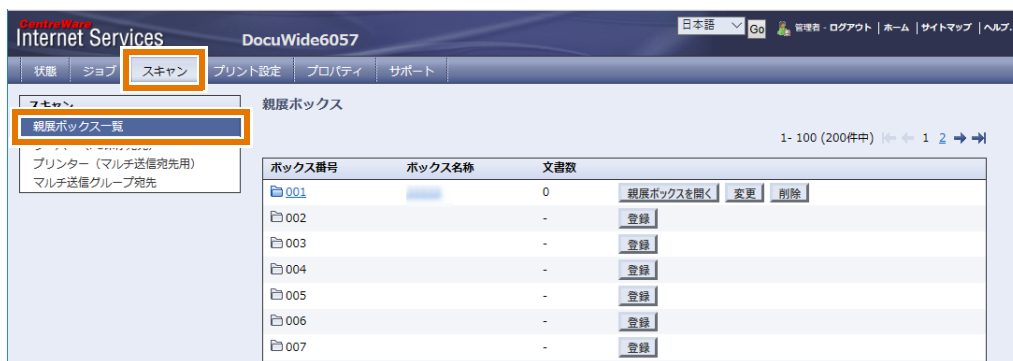 CentreWare
Internet Services DocuWide6057 日本語 Go 管理者 - ログアウト | ホーム | サイトマップ | ヘルプ
状態 ジョブ スキャン プリント設定 プロパティ サポート
スキャン
親展ボックス一覧
プリンター（マルチ送信宛先用）
マルチ送信グループ宛先
親展ボックス
1- 100 (200件中) 1 2
ボックス番号 ボックス名称 文書数
001 0 親展ボックスを開く 変更 削除
002 - 登録
003 - 登録
004 - 登録
005 - 登録
006 - 登録
007 - 登録